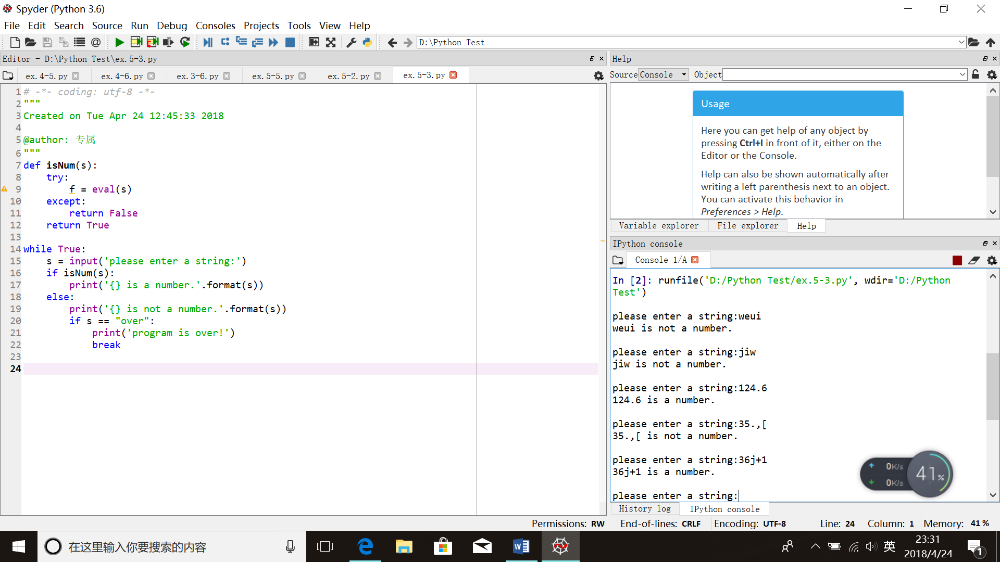 Spyder (Python 3.6)
File Edit Search Source Run Debug Consoles Projects Tools View Help
D:\Python Test
Editor - D:\Python Test\ex.5-3.py
ex.4-5.py ex.4-6.py ex.3-6.py ex.5-5.py ex.5-2.py ex.5-3.py
1 # -*- coding: utf-8 -*-
2 """
3 Created on Tue Apr 24 12:45:33 2018
4
5 @author: 专属
6 """
7 def isNum(s):
8     try:
9         f = eval(s)
10     except:
11         return False
12     return True
13
14 while True:
15     s = input('please enter a string:')
16     if isNum(s):
17         print('{} is a number.'.format(s))
18     else:
19         print('{} is not a number.'.format(s))
20         if s == "over":
21             print('program is over!')
22             break
23
24
Help
Source Console Object
Usage
Here you can get help of any object by
pressing Ctrl+I in front of it, either on the
Editor or the Console.
Help can also be shown automatically after
writing a left parenthesis next to an object.
You can activate this behavior in
Preferences > Help.
Variable explorer File explorer Help
IPython console
Console 1/A
In [2]: runfile('D:/Python Test/ex.5-3.py', wdir='D:/Python
Test')
please enter a string:weui
weui is not a number.
please enter a string:jiw
jiw is not a number.
please enter a string:124.6
124.6 is a number.
please enter a string:35.,[
35.,[ is not a number.
please enter a string:36j+1
36j+1 is a number.
please enter a string:
0K/s
0K/s
41%
History log IPython console
Permissions: RW End-of-lines: CRLF Encoding: UTF-8 Line: 24 Column: 1 Memory: 41 %
在这里输入你要搜索的内容
英
23:31
2018/4/24
1